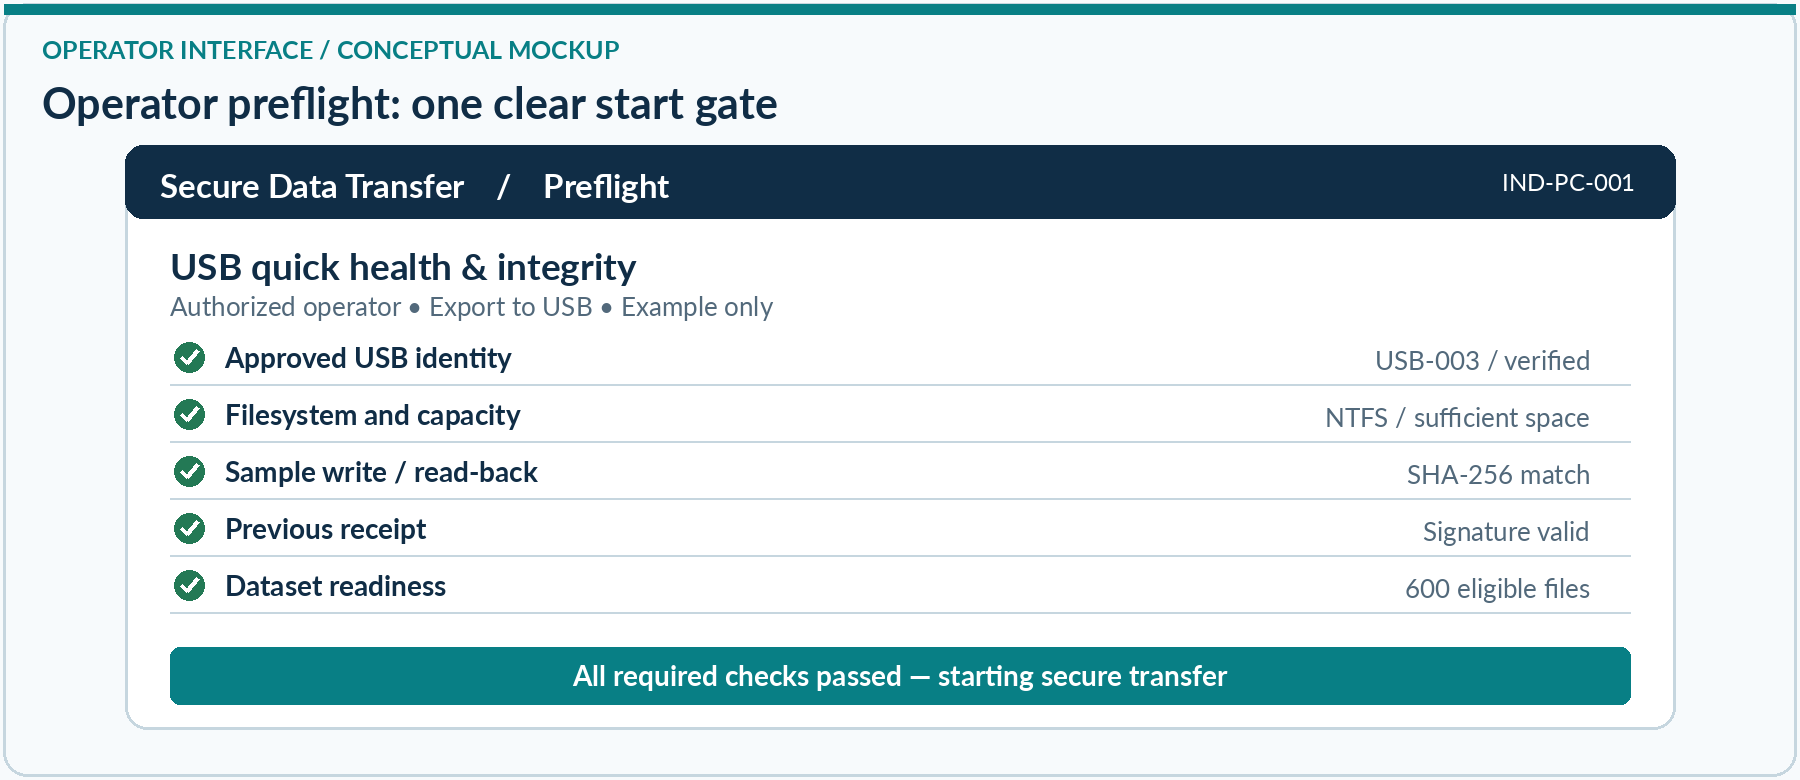 OPERATOR INTERFACE / CONCEPTUAL MOCKUP
Operator preflight: one clear start gate
Secure Data Transfer / Preflight
IND-PC-001
USB quick health & integrity
Authorized operator • Export to USB • Example only
Approved USB identity
USB-003 / verified
Filesystem and capacity
NTFS / sufficient space
Sample write / read-back
SHA-256 match
Previous receipt
Signature valid
Dataset readiness
600 eligible files
All required checks passed — starting secure transfer